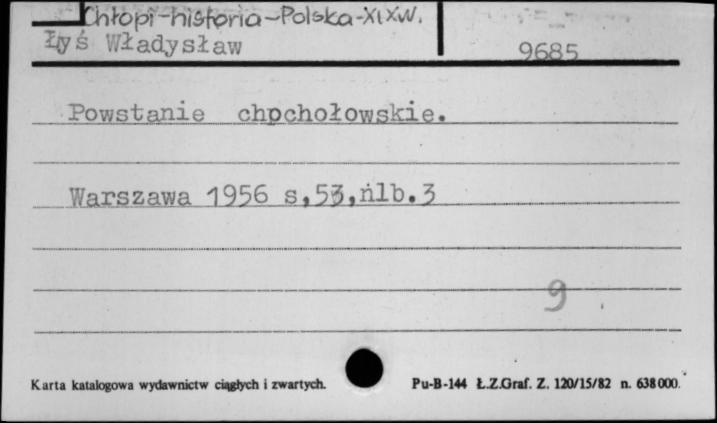 Chłopi-historia-Polska-XIXw.
Łyś Władysław 9685
Powstanie chpchołowskie.
Warszawa 1956 s,53,nlb.3
9
Karta katalogowa wydawnictw ciągłych i zwartych.
Pu-B-144 Ł.Z.Graf. Z. 120/15/82 n. 638000.